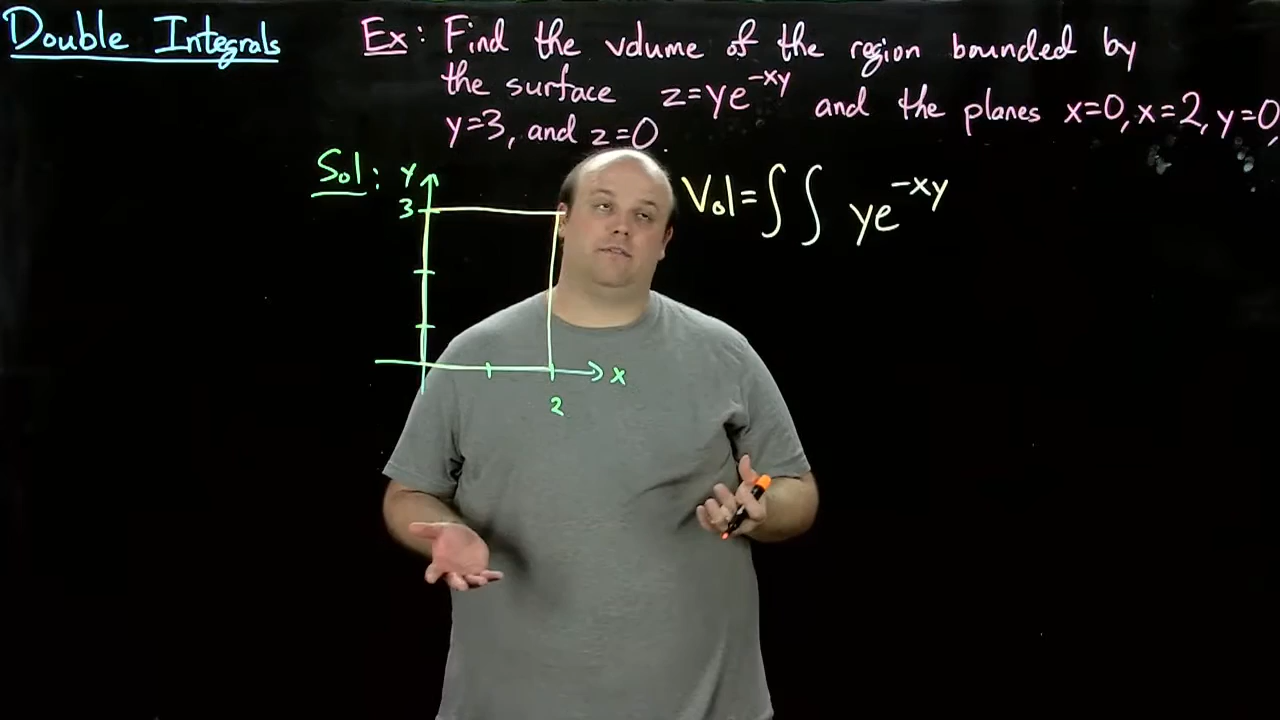 Double Integrals
Ex: Find the volume of the region bounded by
the surface z=ye^{-xy} and the planes x=0, x=2, y=0,
y=3, and z=0.
Sol:
y
3
x
2
Vol=∫∫ ye^{-xy}